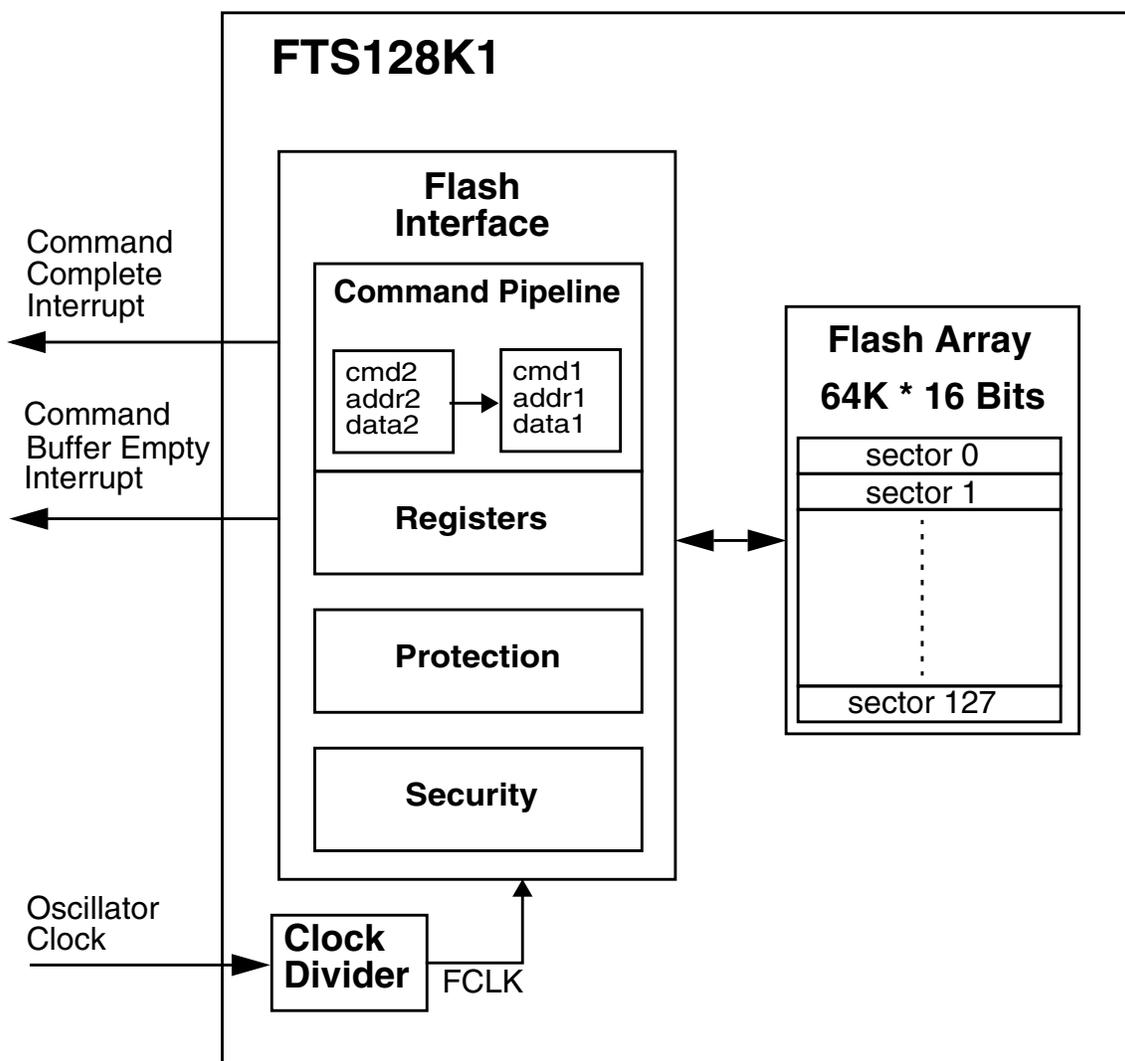 FTS128K1
Flash
Interface
Command
Complete
Interrupt
Command Pipeline
cmd2
addr2
data2
cmd1
addr1
data1
Command
Buffer Empty
Interrupt
Registers
Protection
Security
Flash Array
64K * 16 Bits
sector 0
sector 1
sector 127
Oscillator
Clock
Clock
Divider
FCLK